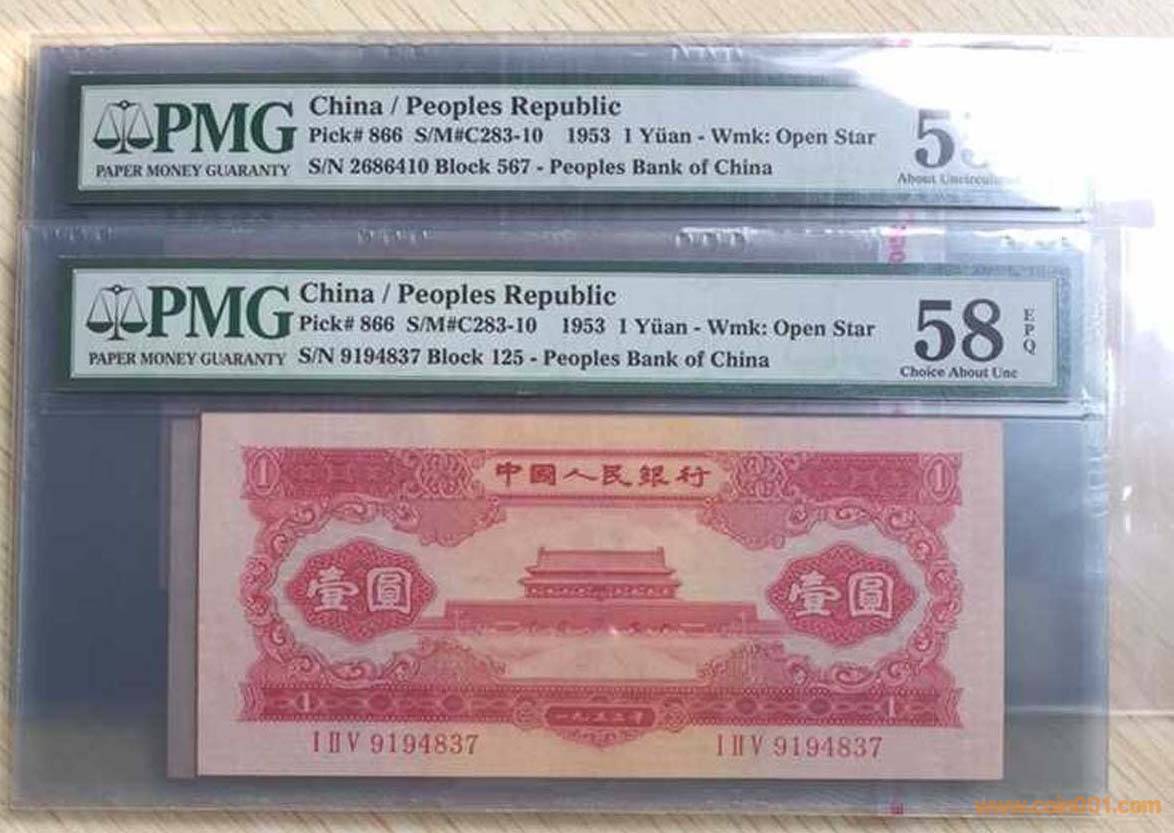 PMG
PAPER MONEY GUARANTY
China / Peoples Republic
Pick# 866 S/M#C283-10 1953 1 Yüan - Wmk: Open Star
S/N 2686410 Block 567 - Peoples Bank of China
About
PMG
PAPER MONEY GUARANTY
China / Peoples Republic
Pick# 866 S/M#C283-10 1953 1 Yüan - Wmk: Open Star
S/N 9194837 Block 125 - Peoples Bank of China
58
EPQ
Choice About Unc
1 中國人民銀行 1
壹圓 壹圓
1 一九五三年 1
I II V 9194837 I II V 9194837
www.coin001.com